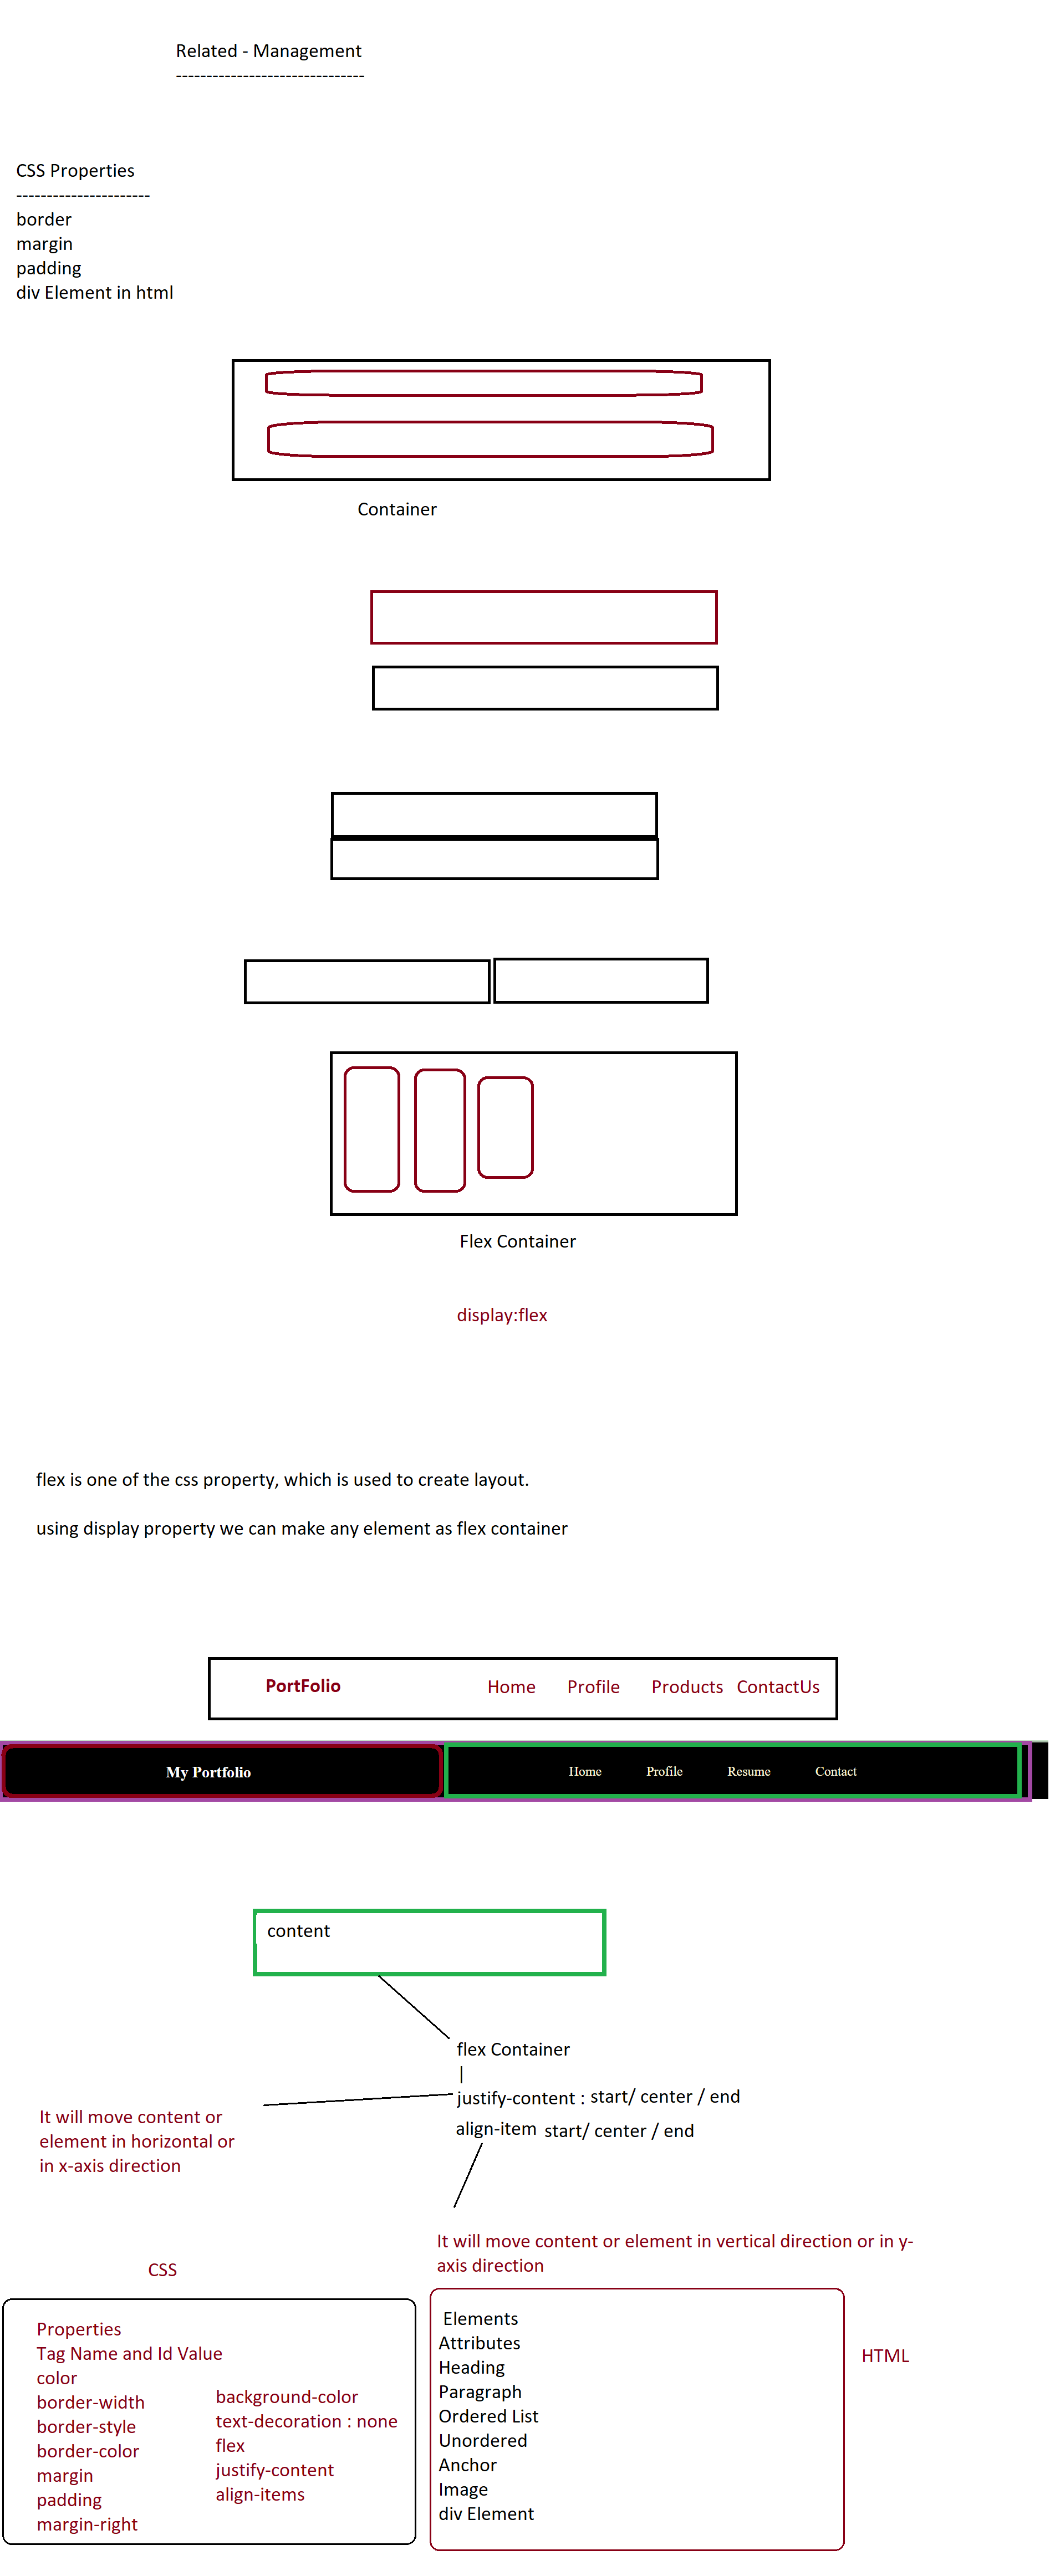 Related - Management
-------------------------------
CSS Properties
----------------------
border
margin
padding
div Element in html
Container
Flex Container
display:flex
flex is one of the css property, which is used to create layout.
using display property we can make any element as flex container
PortFolio Home Profile Products ContactUs
My Portfolio Home Profile Resume Contact
content
flex Container
|
justify-content : start/ center / end
align-item start/ center / end
It will move content or
element in horizontal or
in x-axis direction
It will move content or element in vertical direction or in y-
axis direction
CSS
Properties
Tag Name and Id Value
color
border-width
border-style
border-color
margin
padding
margin-right
background-color
text-decoration : none
flex
justify-content
align-items
Elements
Attributes
Heading
Paragraph
Ordered List
Unordered
Anchor
Image
div Element
HTML